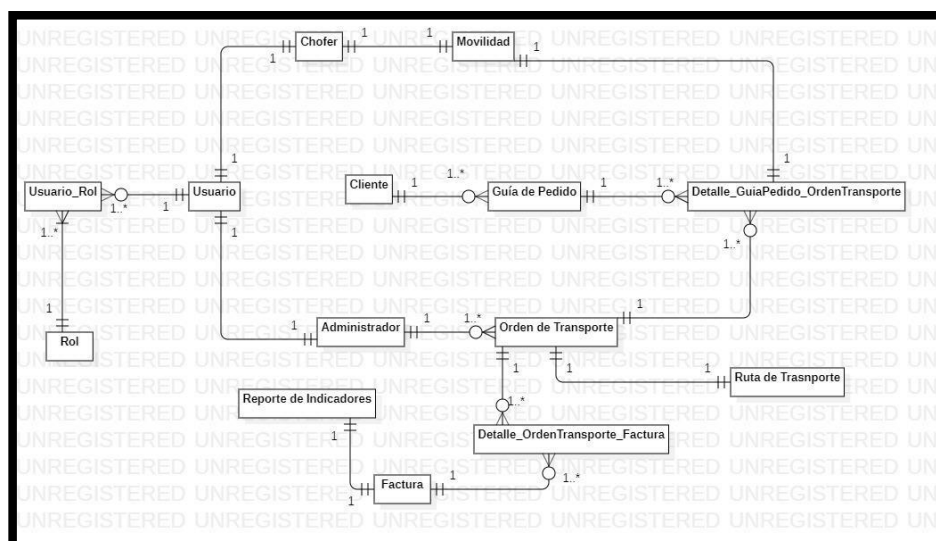 UNREGISTERED UNREGISTERED UNREGISTERED UNREGISTERED UNREGISTERED
Chofer
1
1
Movilidad
1
1
1
1
Usuario_Rol
1..*
1
Usuario
Cliente
1
1..*
Guía de Pedido
1
1..*
Detalle_GuiaPedido_OrdenTransporte
1..*
1
1..*
1
Rol
1
Administrador
1
1..*
Orden de Transporte
1
1
1
1
Ruta de Trasnporte
Reporte de Indicadores
1
1..*
Detalle_OrdenTransporte_Factura
1..*
1
Factura
1